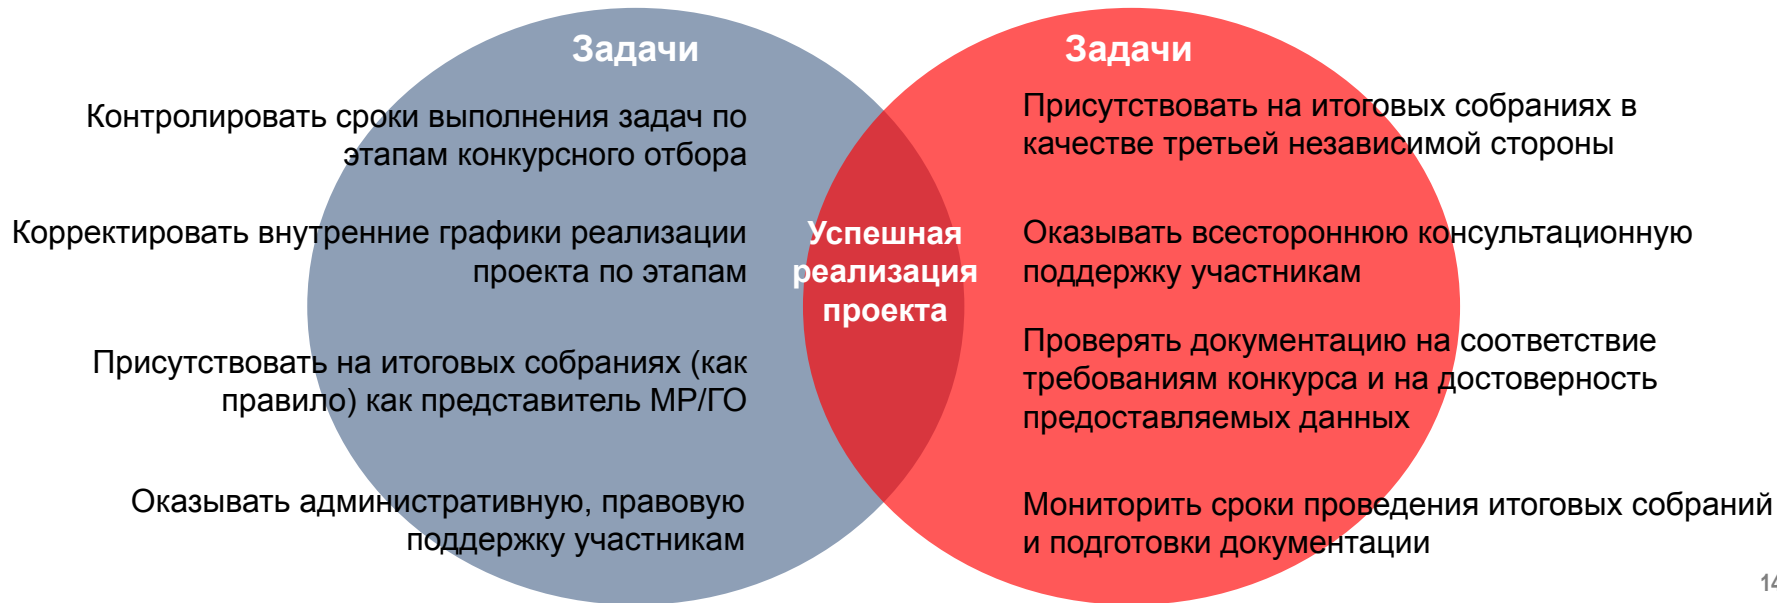 Задачи
Контролировать сроки выполнения задач по
этапам конкурсного отбора
Корректировать внутренние графики реализации
проекта по этапам
Присутствовать на итоговых собраниях (как
правило) как представитель МР/ГО
Оказывать административную, правовую
поддержку участникам
Успешная
реализация
проекта
Задачи
Присутствовать на итоговых собраниях в
качестве третьей независимой стороны
Оказывать всестороннюю консультационную
поддержку участникам
Проверять документацию на соответствие
требованиям конкурса и на достоверность
предоставляемых данных
Мониторить сроки проведения итоговых собраний
и подготовки документации
14